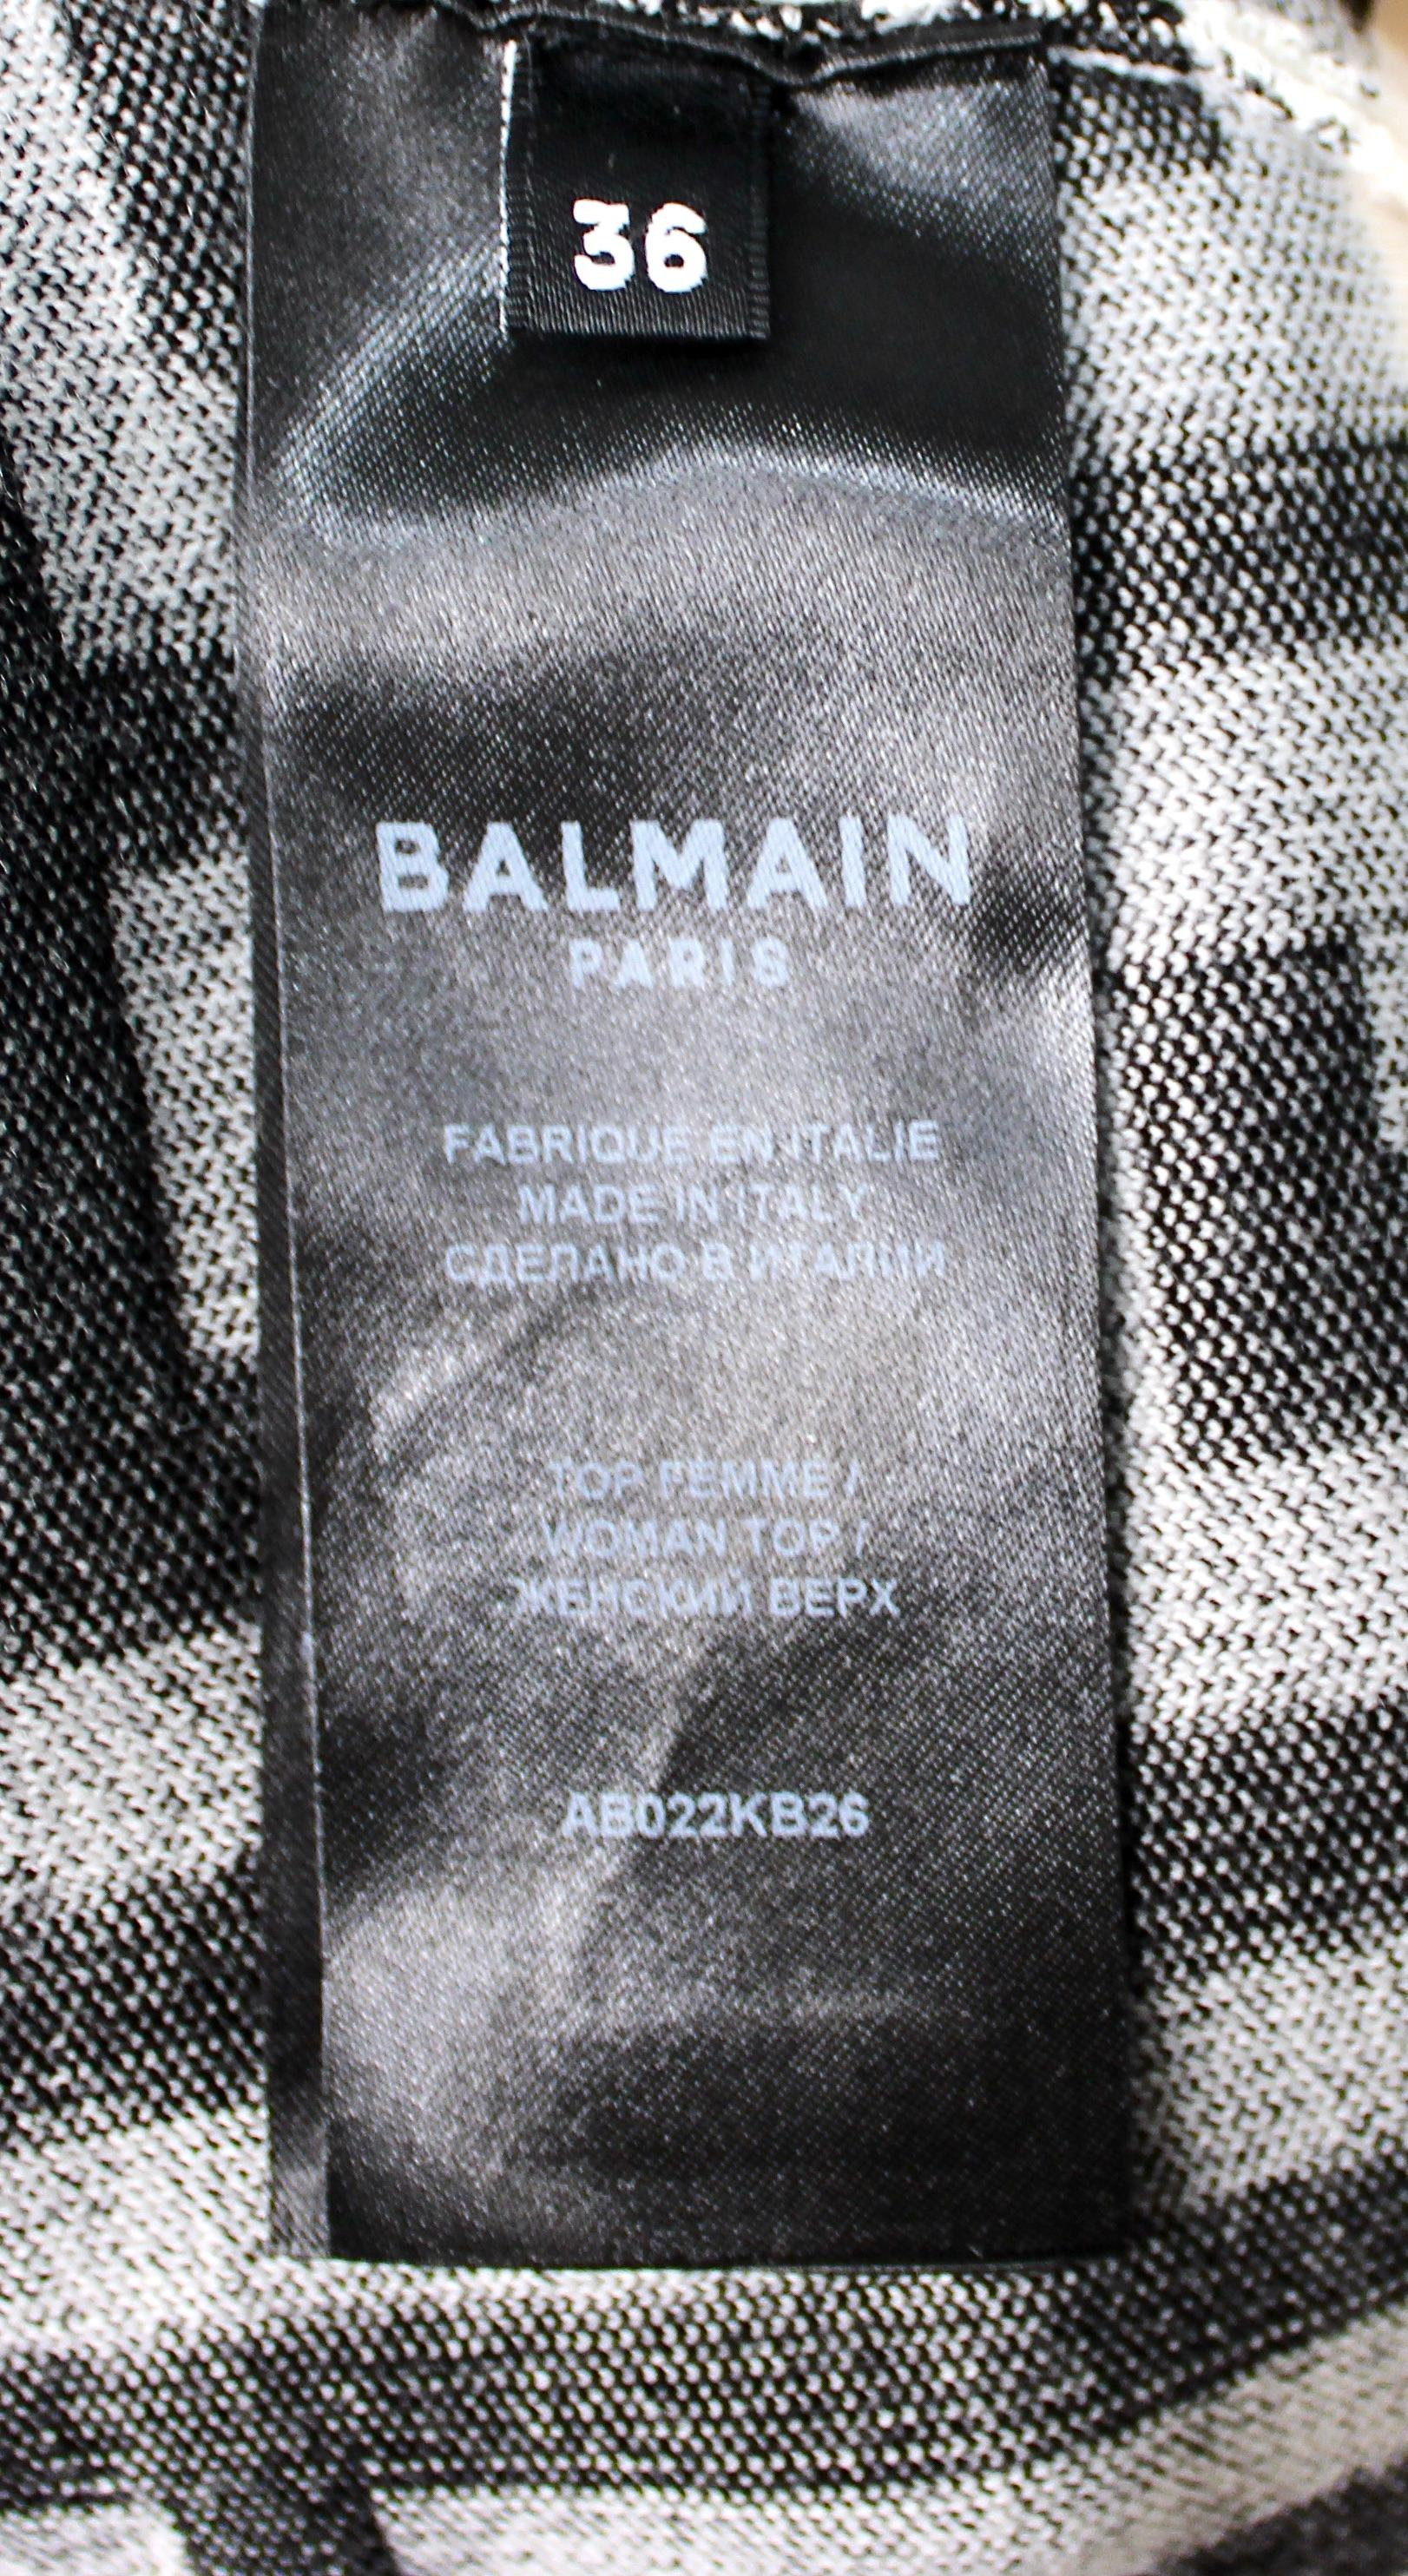 36
BALMAIN
PARIS
FABRIQUE EN ITALIE
MADE IN ITALY
СДЕЛАНО В ИТАЛИИ
TOP FEMME /
WOMAN TOP /
ЖЕНСКИЙ ВЕРХ
AB022KB26